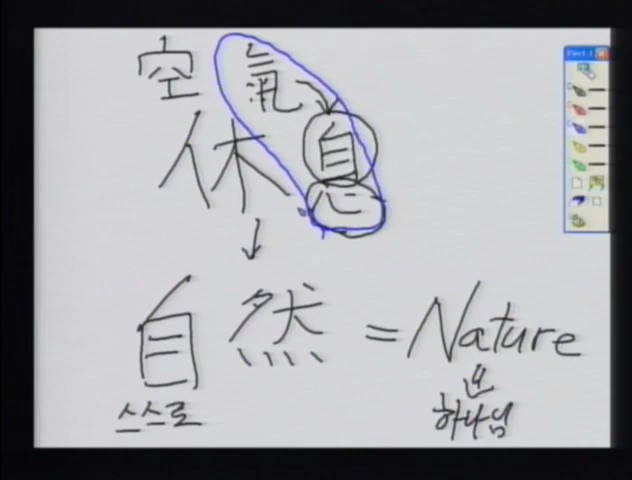 空 氣
休 息
自然 = Nature
스스로
하나님